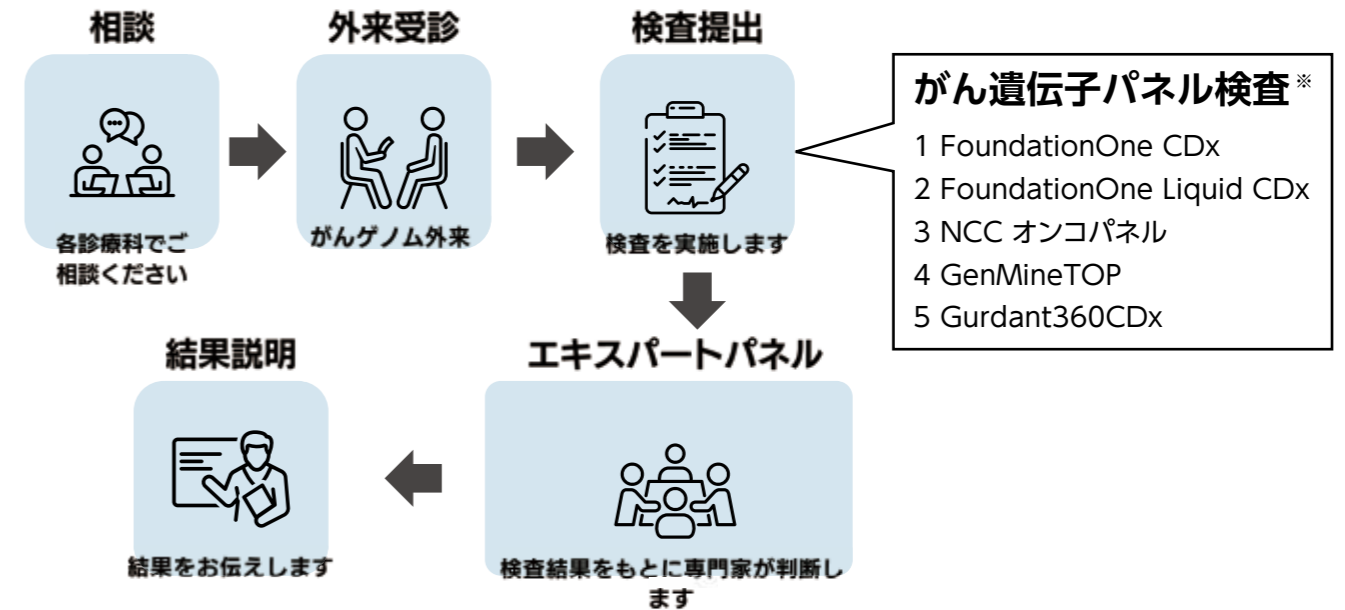 相談
各診療科でご
相談ください
外来受診
がんゲノム外来
検査提出
検査を実施します
がん遺伝子パネル検査※
1 FoundationOne CDx
2 FoundationOne Liquid CDx
3 NCC オンコパネル
4 GenMineTOP
5 Gurdant360CDx
エキスパートパネル
検査結果をもとに専門家が判断し
ます
結果説明
結果をお伝えします